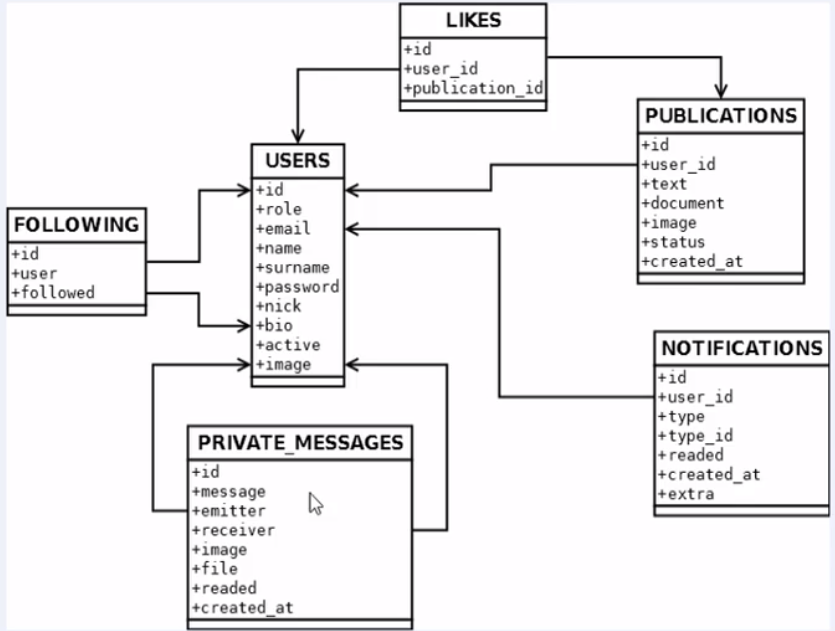 LIKES
+id
+user_id
+publication_id
PUBLICATIONS
+id
+user_id
+text
+document
+image
+status
+created_at
USERS
+id
+role
+email
+name
+surname
+password
+nick
+bio
+active
+image
FOLLOWING
+id
+user
+followed
NOTIFICATIONS
+id
+user_id
+type
+type_id
+readed
+created_at
+extra
PRIVATE_MESSAGES
+id
+message
+emitter
+receiver
+image
+file
+readed
+created_at